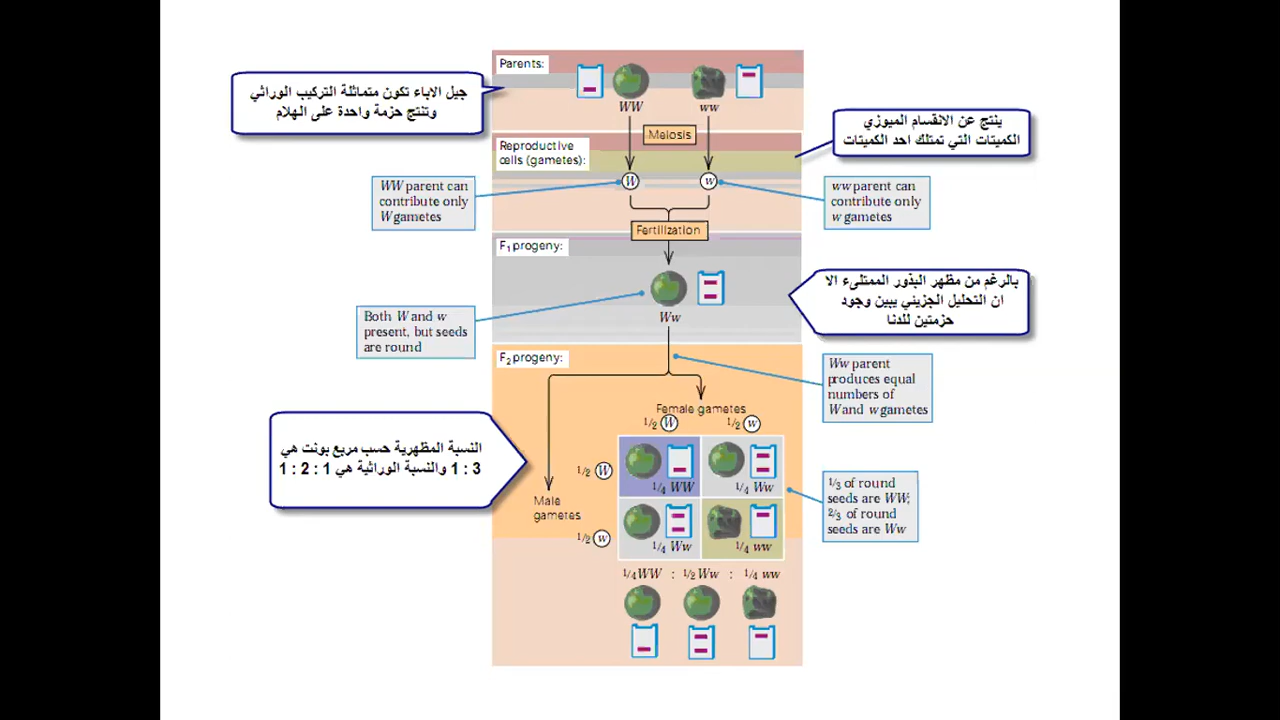 Parents:
جيل الاباء تكون متماثلة التركيب الوراثي
وتنتج حزمة واحدة على الهلام
WW
ww
Meiosis
ينتج عن الانقسام الميوزي
الكميتات التي تمتلك احد الكميتات
Reproductive
cells (gametes):
W
w
WW parent can
contribute only
W gametes
ww parent can
contribute only
w gametes
Fertilization
F₁ progeny:
بالرغم من مظهر البذور الممتلىء الا
ان التحليل الجزيئي يبين وجود
حزمتين للدنا
Ww
Both W and w
present, but seeds
are round
F₂ progeny:
Ww parent
produces equal
numbers of
W and w gametes
Female gametes
1/2 W
1/2 w
النسبة المظهرية حسب مربع بونت هي
3 : 1 والنسبة الوراثية هي 1 : 2 : 1
1/2 W
1/4 WW
1/4 Ww
Male
gametes
1/2 w
1/4 Ww
1/4 ww
1/3 of round
seeds are WW;
2/3 of round
seeds are Ww
1/4 WW : 1/2 Ww : 1/4 ww